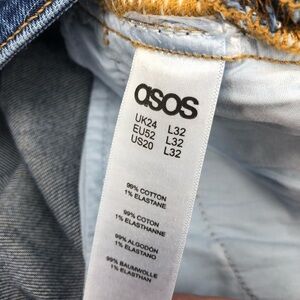 asos
UK24 L32
EU52 L32
US20 L32
99% COTTON
1% ELASTANE
99% COTON
1% ELASTHANNE
99% ALGODÓN
1% ELASTANO
99% BAUMWOLLE
1% ELASTHAN